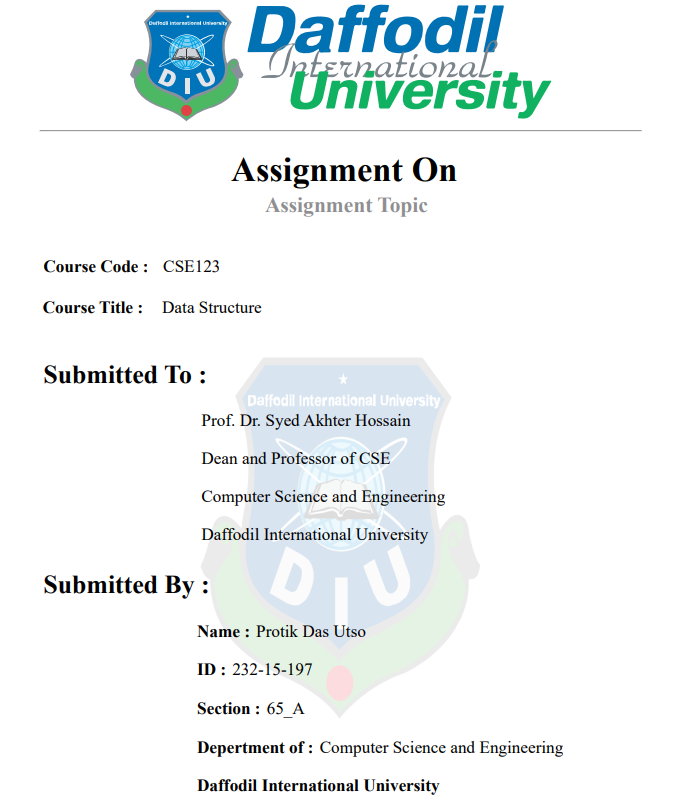 Daffodil International University
DIU
Daffodil
International
University
Assignment On
Assignment Topic
Course Code : CSE123
Course Title : Data Structure
Submitted To :
Daffodil International University
Prof. Dr. Syed Akhter Hossain
Dean and Professor of CSE
Computer Science and Engineering
Daffodil International University
DIU
Submitted By :
Name : Protik Das Utso
ID : 232-15-197
Section : 65_A
Depertment of : Computer Science and Engineering
Daffodil International University